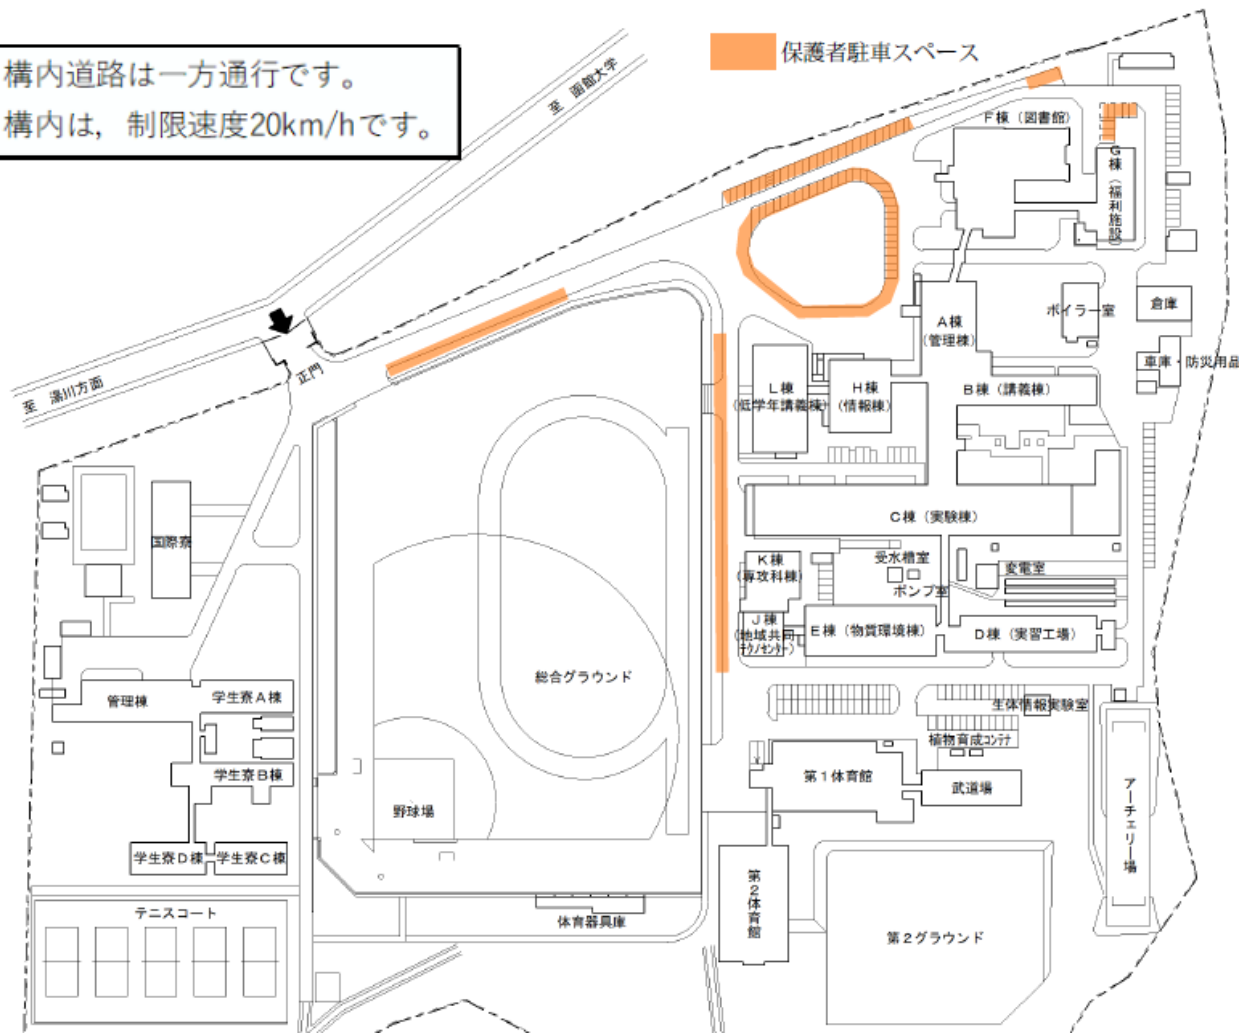 構内道路は一方通行です。
構内は，制限速度20km/hです。
保護者駐車スペース
至　函館大学
至　湯川方面
正門
F棟（図書館）
G棟（福利施設）
A棟
（管理棟）
ボイラー室
倉庫
車庫・防災用品
L棟
（低学年講義棟）
H棟
（情報棟）
B棟（講義棟）
C棟（実験棟）
国際寮
K棟
（専攻科棟）
受水槽室
ポンプ室
変電室
J棟
（地域共同
テクノセンター）
E棟（物質環境棟）
D棟（実習工場）
総合グラウンド
管理棟
学生寮A棟
学生寮B棟
学生寮D棟
学生寮C棟
生体情報実験室
植物育成コンテナ
第1体育館
武道場
アーチェリー場
野球場
テニスコート
体育器具庫
第2体育館
第2グラウンド